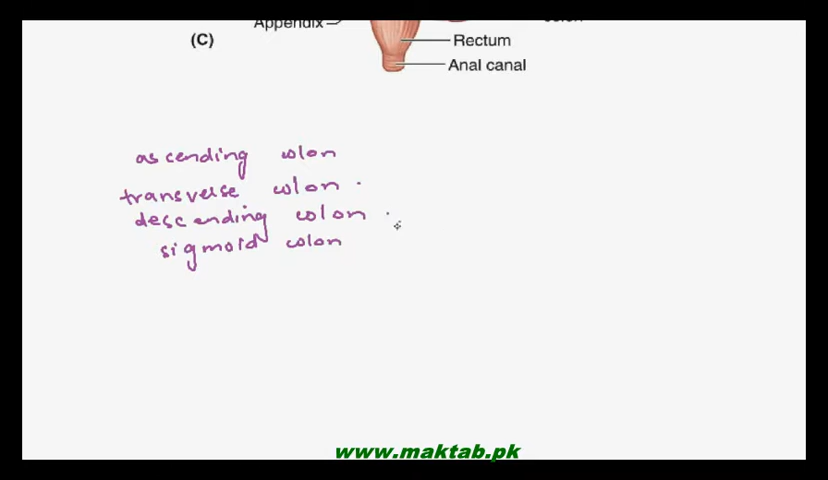 Appendix
(C)
Rectum
Anal canal
ascending colon
transverse colon .
descending colon .
sigmoid colon
www.maktab.pk